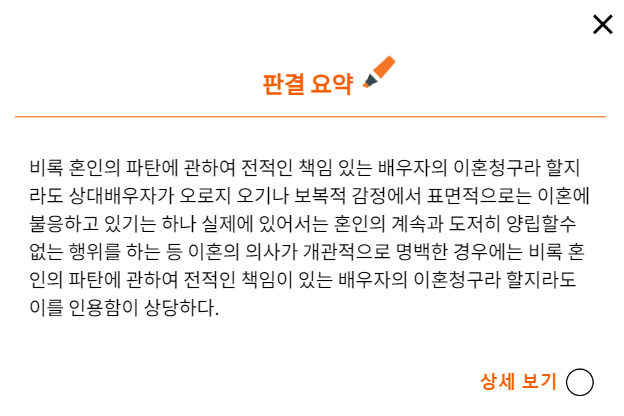 판결 요약
비록 혼인의 파탄에 관하여 전적인 책임 있는 배우자의 이혼청구라 할지
라도 상대배우자가 오로지 오기나 보복적 감정에서 표면적으로는 이혼에
불응하고 있기는 하나 실제에 있어서는 혼인의 계속과 도저히 양립할수
없는 행위를 하는 등 이혼의 의사가 개관적으로 명백한 경우에는 비록 혼
인의 파탄에 관하여 전적인 책임이 있는 배우자의 이혼청구라 할지라도
이를 인용함이 상당하다.
상세 보기